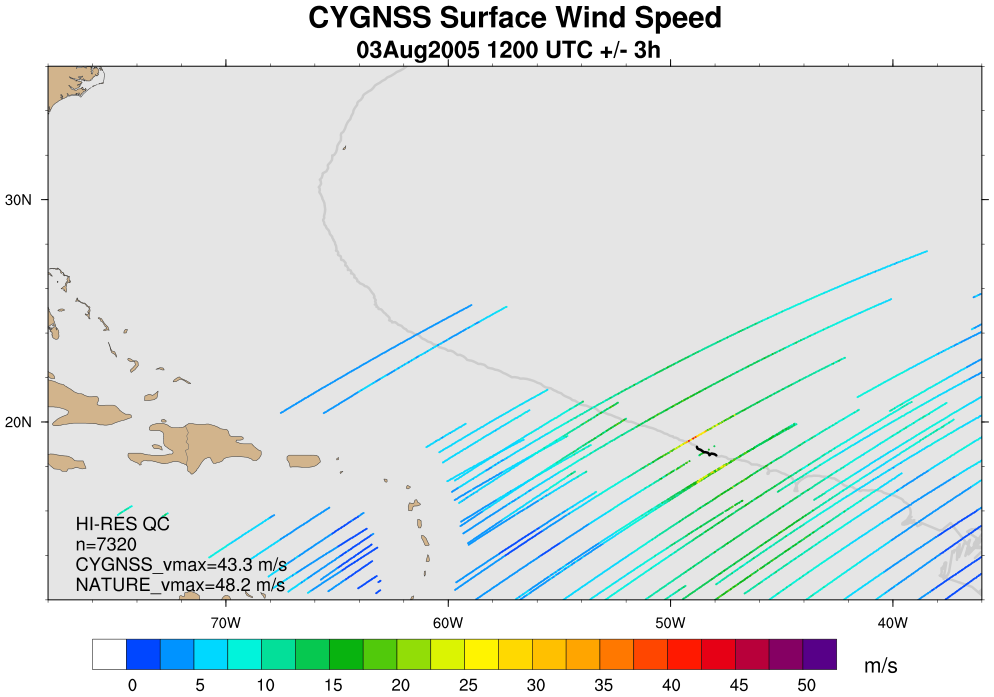 CYGNSS Surface Wind Speed
03Aug2005 1200 UTC +/- 3h
30N
20N
HI-RES QC
n=7320
CYGNSS_vmax=43.3 m/s
NATURE_vmax=48.2 m/s
70W 60W 50W 40W
0 5 10 15 20 25 30 35 40 45 50 m/s